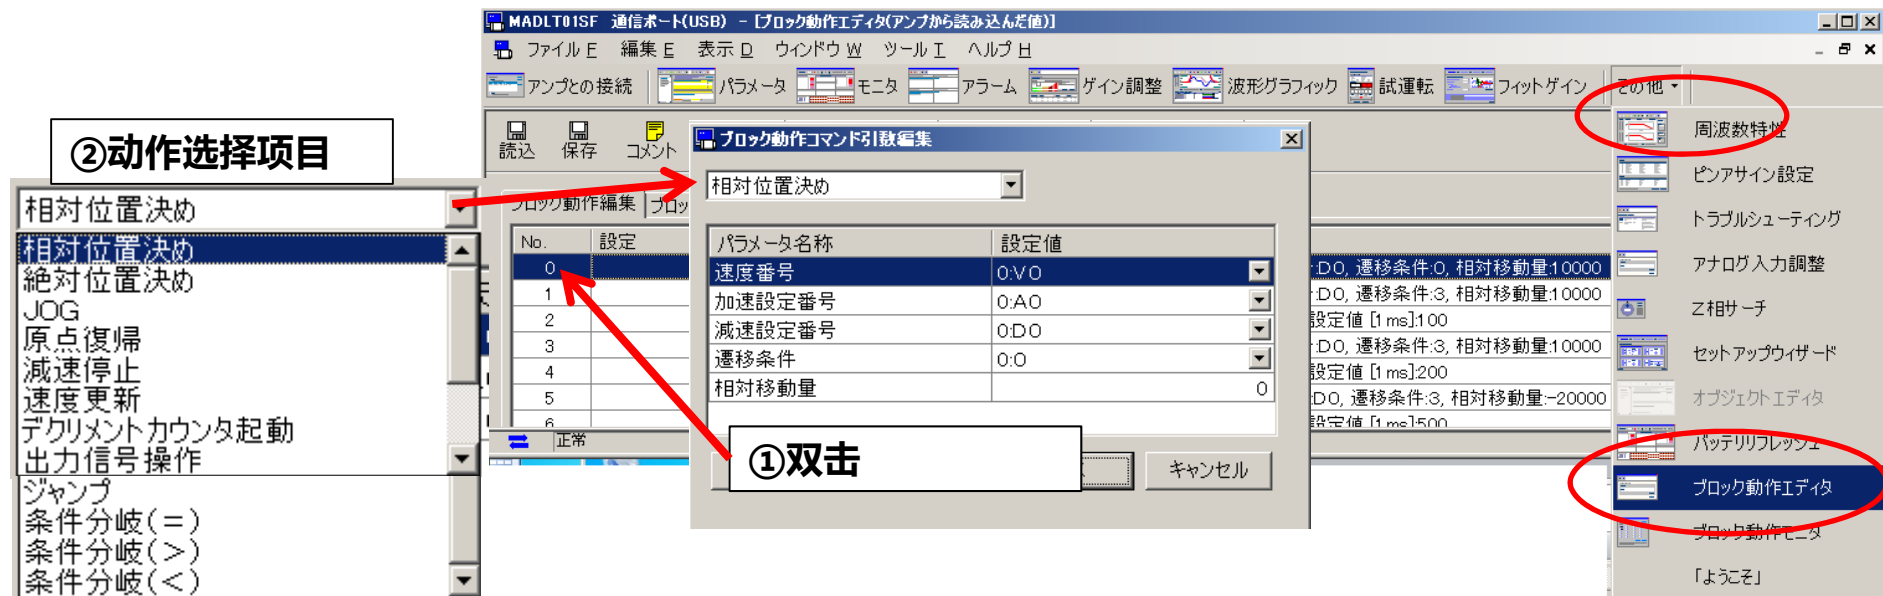 MADLT01SF 通信ポート(USB) - [ブロック動作エディタ(アンプから読み込んだ値)]
ファイル F 編集 E 表示 D ウィンドウ W ツール T ヘルプ H
アンプとの接続 パラメータ モニタ アラーム ゲイン調整 波形グラフィック 試運転 フィットゲイン その他
読込 保存 コメント
ブロック動作編集 ブロッ
No. 設定
0
1
2
3
4
5
6
:D0, 遷移条件:0, 相対移動量:10000
:D0, 遷移条件:3, 相対移動量:10000
設定値 [1ms]:100
:D0, 遷移条件:3, 相対移動量:10000
設定値 [1ms]:200
:D0, 遷移条件:3, 相対移動量:-20000
設定値 [1ms]:500
正常
ブロック動作コマンド引数編集
相対位置決め
パラメータ名称 設定値
速度番号 0:V0
加速設定番号 0:A0
減速設定番号 0:D0
遷移条件 0:0
相対移動量 0
キャンセル
①双击
②动作选择项目
相対位置決め
相対位置決め
絶対位置決め
JOG
原点復帰
減速停止
速度更新
デクリメントカウンタ起動
出力信号操作
ジャンプ
条件分岐(=)
条件分岐(>)
条件分岐(<)
周波数特性
ピンアサイン設定
トラブルシューティング
アナログ入力調整
Z相サーチ
セットアップウィザード
オブジェクトエディタ
バッテリリフレッシュ
ブロック動作エディタ
ブロック動作モニタ
「ようこそ」